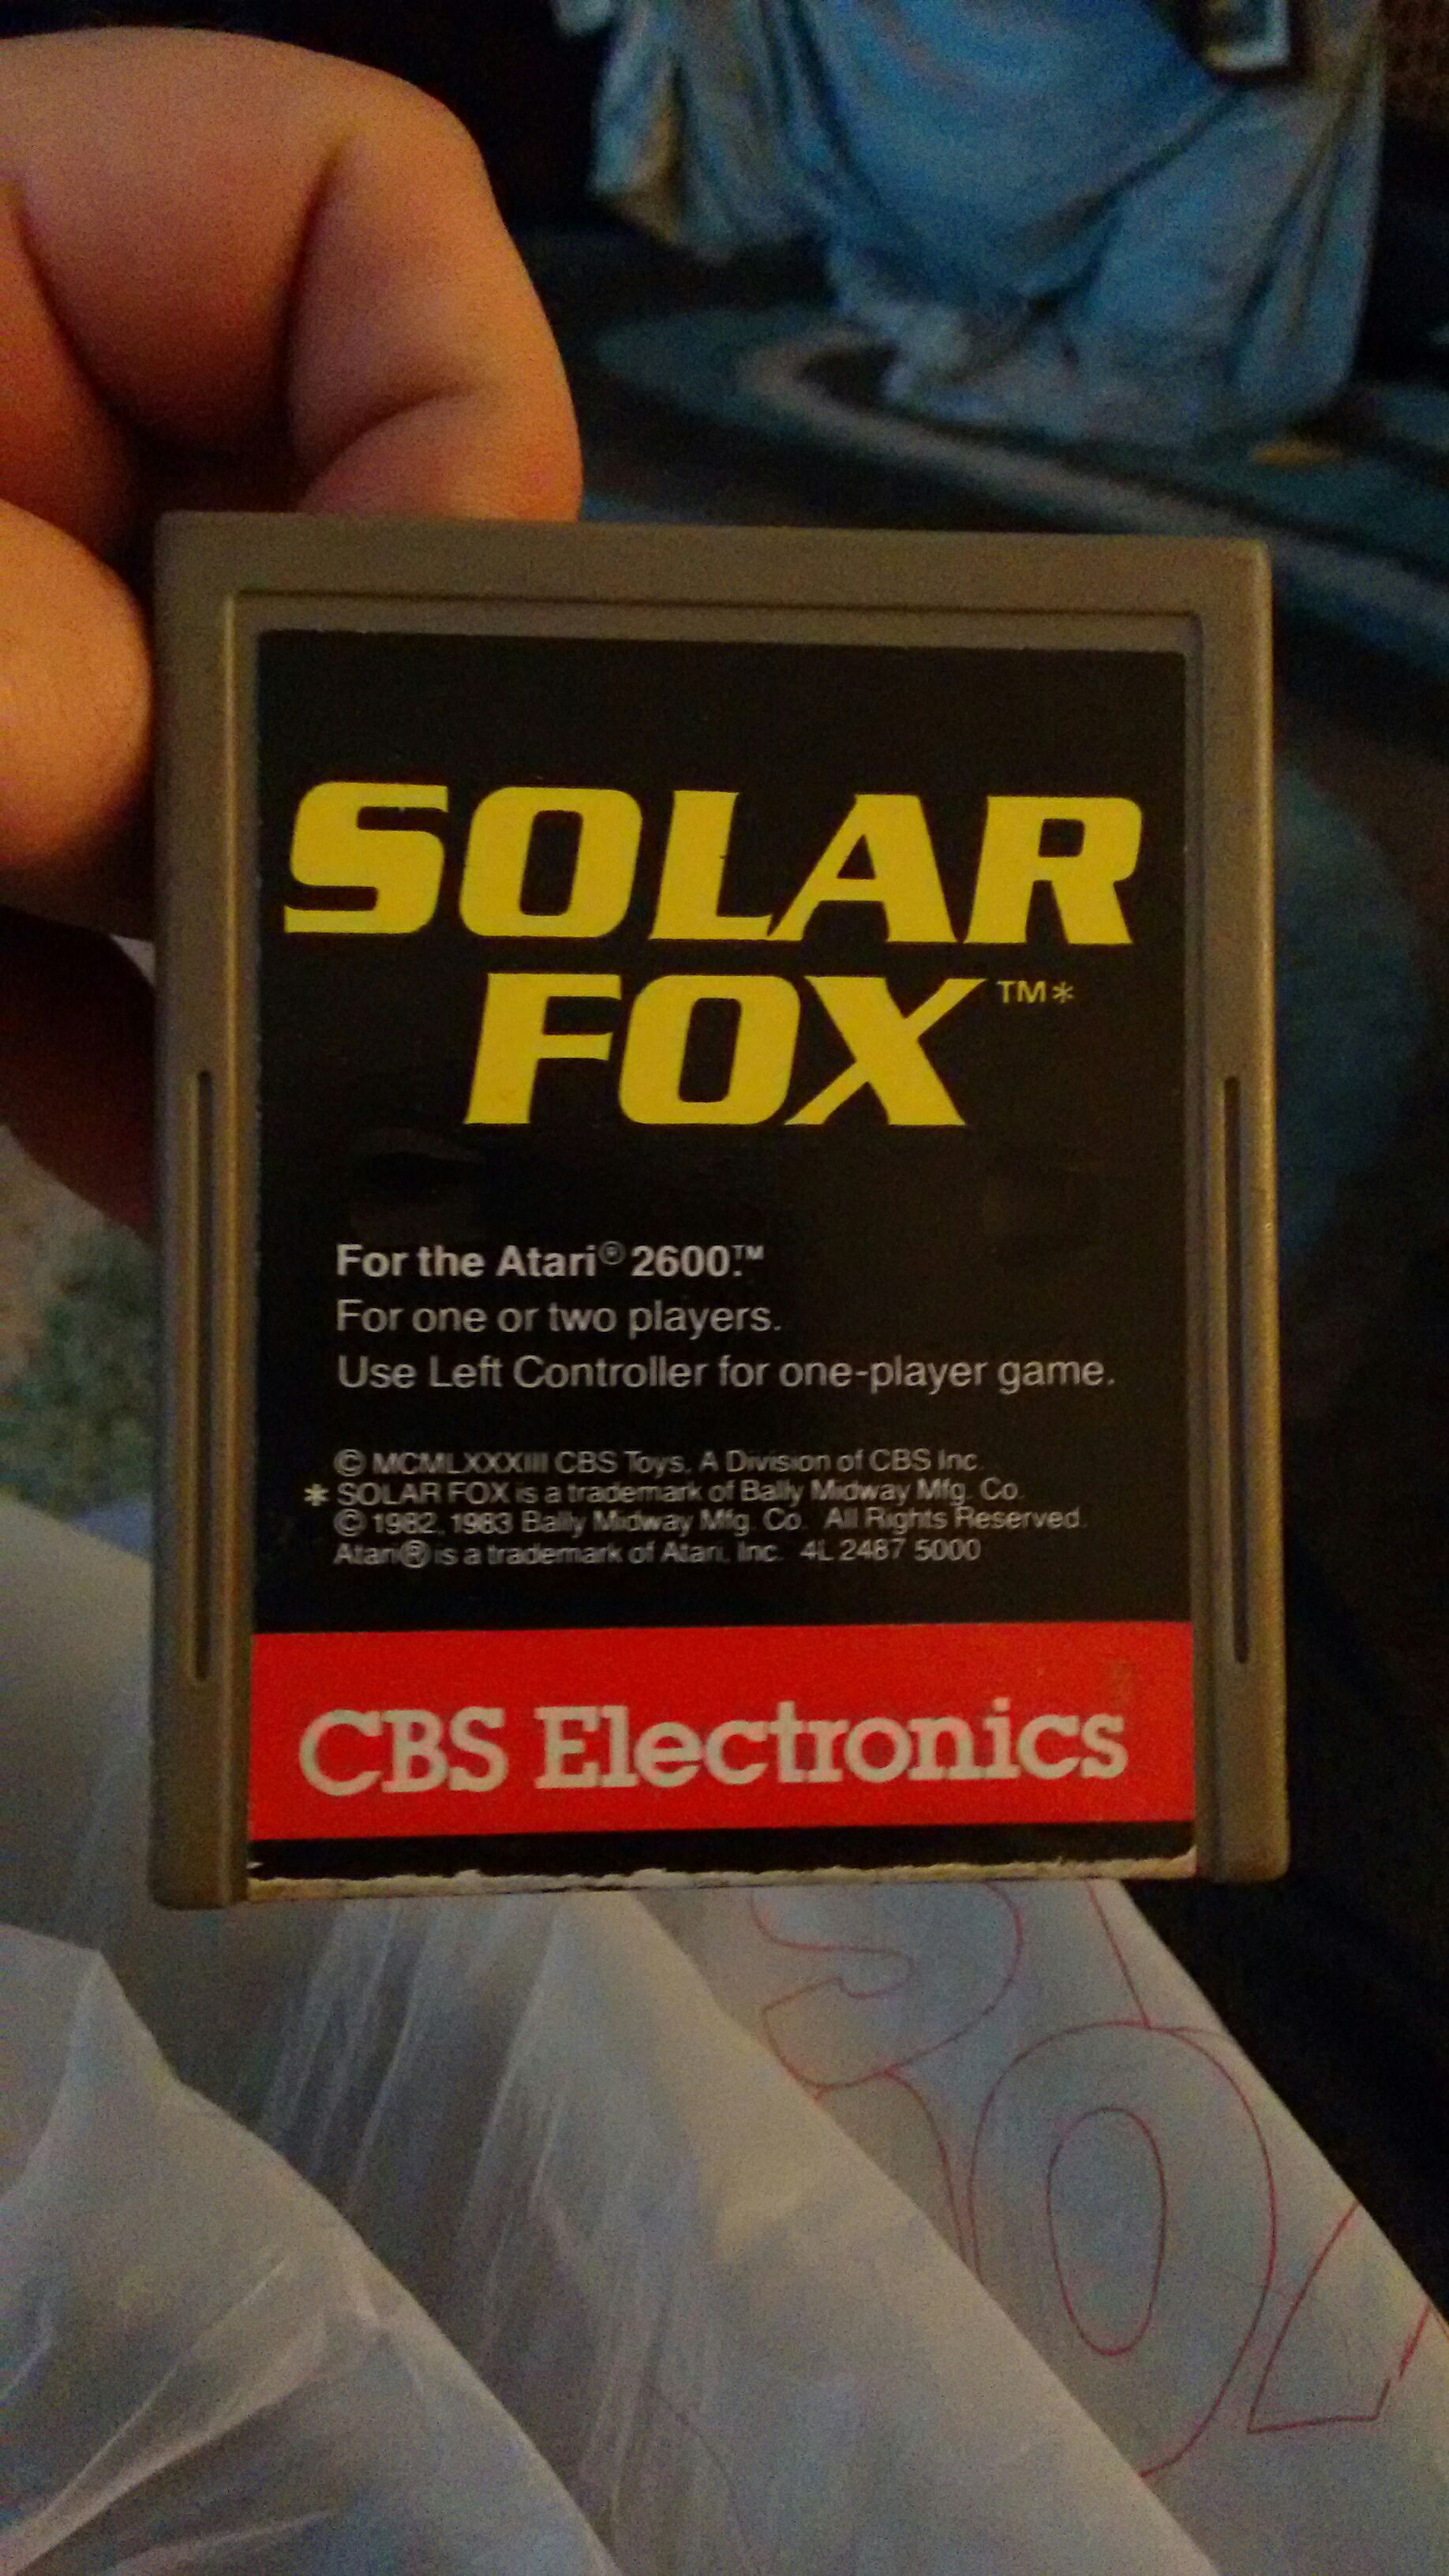 SOLAR
FOX™*
For the Atari® 2600.™
For one or two players.
Use Left Controller for one-player game.
© MCMLXXXIII CBS Toys, A Division of CBS Inc.
* SOLAR FOX is a trademark of Bally Midway Mfg. Co.
© 1982, 1983 Bally Midway Mfg. Co. All Rights Reserved.
Atari® is a trademark of Atari, Inc. 4L 2487 5000
CBS Electronics